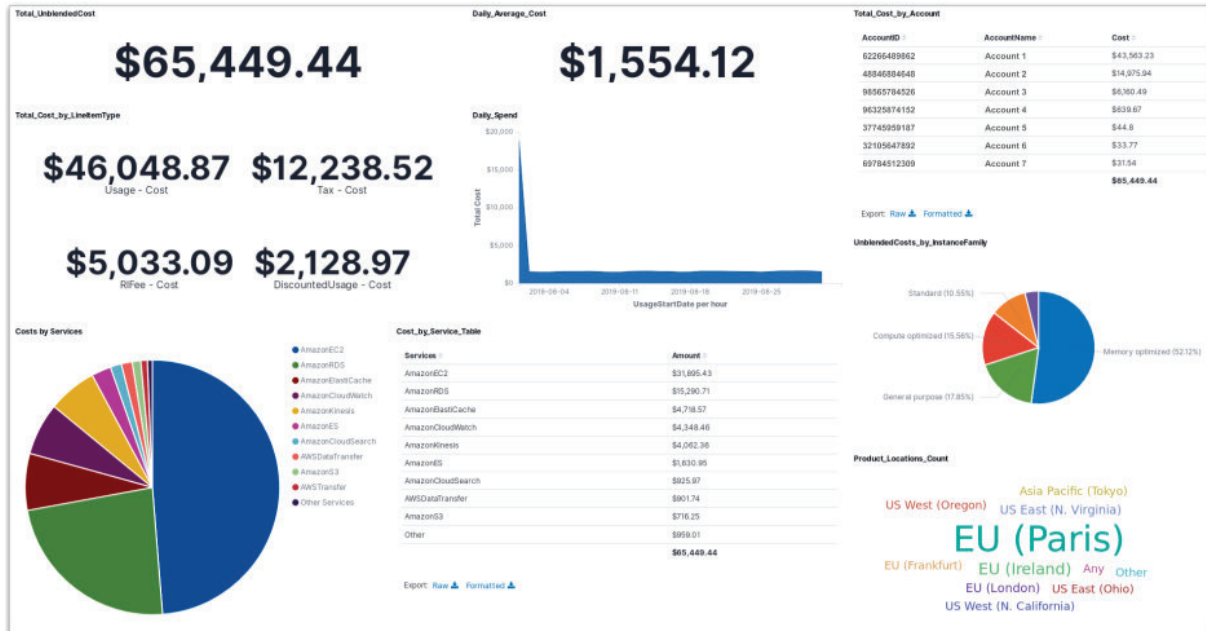 Total_UnblendedCost
$65,449.44
Daily_Average_Cost
$1,554.12
Total_Cost_by_Account
AccountID AccountName Cost
62266489862 Account 1 $43,563.23
48846884648 Account 2 $14,975.94
98565784526 Account 3 $6,160.49
96325874152 Account 4 $639.67
37745959187 Account 5 $44.8
32105647892 Account 6 $33.77
69784512309 Account 7 $31.54
$65,449.44
Export: Raw Formatted
Total_Cost_by_LineItemType
$46,048.87
Usage - Cost
$12,238.52
Tax - Cost
$5,033.09
RIFee - Cost
$2,128.97
DiscountedUsage - Cost
Daily_Spend
$20,000
$15,000
$10,000
$5,000
$0
Total Cost
2019-08-04 2019-08-11 2019-08-18 2019-08-25
UsageStartDate per hour
UnblendedCosts_by_InstanceFamily
Standard (10.55%)
Compute optimized (15.56%)
Memory optimized (52.12%)
General purpose (17.85%)
Costs by Services
AmazonEC2
AmazonRDS
AmazonElastiCache
AmazonCloudWatch
AmazonKinesis
AmazonES
AmazonCloudSearch
AWSDataTransfer
AmazonS3
AWSTransfer
Other Services
Cost_by_Service_Table
Services Amount
AmazonEC2 $31,895.43
AmazonRDS $15,290.71
AmazonElastiCache $4,718.57
AmazonCloudWatch $4,348.46
AmazonKinesis $4,062.36
AmazonES $1,630.95
AmazonCloudSearch $925.97
AWSDataTransfer $901.74
AmazonS3 $716.25
Other $959.01
$65,449.44
Export: Raw Formatted
Product_Locations_Count
Asia Pacific (Tokyo)
US West (Oregon) US East (N. Virginia)
EU (Paris)
EU (Frankfurt) EU (Ireland) Any Other
EU (London) US East (Ohio)
US West (N. California)